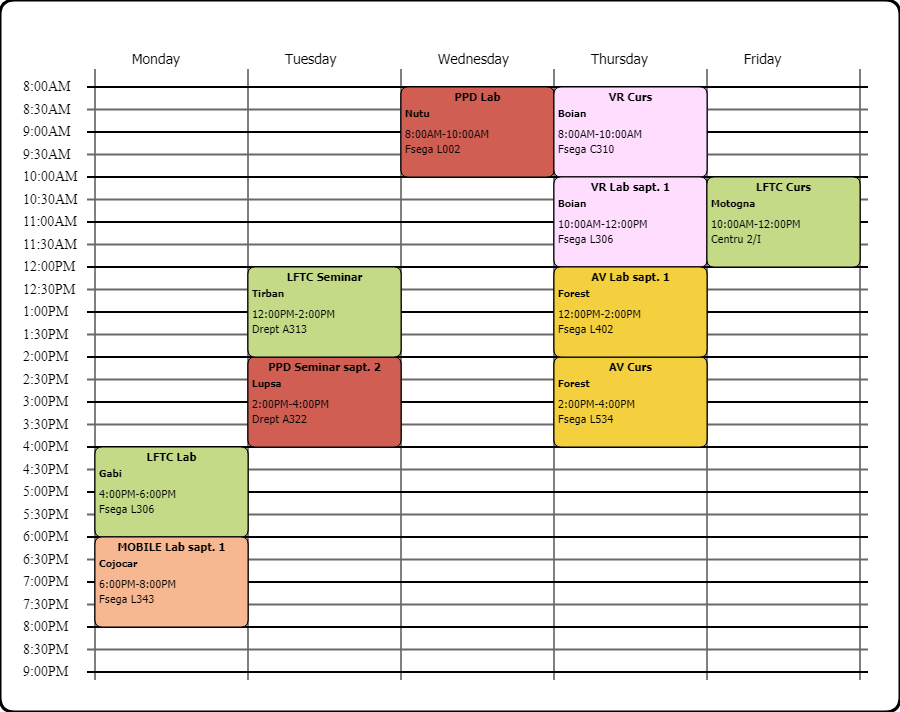 Monday Tuesday Wednesday Thursday Friday
8:00AM
8:30AM
9:00AM
9:30AM
10:00AM
10:30AM
11:00AM
11:30AM
12:00PM
12:30PM
1:00PM
1:30PM
2:00PM
2:30PM
3:00PM
3:30PM
4:00PM
4:30PM
5:00PM
5:30PM
6:00PM
6:30PM
7:00PM
7:30PM
8:00PM
8:30PM
9:00PM
LFTC Lab
Gabi
4:00PM-6:00PM
Fsega L306
MOBILE Lab sapt. 1
Cojocar
6:00PM-8:00PM
Fsega L343
LFTC Seminar
Tirban
12:00PM-2:00PM
Drept A313
PPD Seminar sapt. 2
Lupsa
2:00PM-4:00PM
Drept A322
PPD Lab
Nutu
8:00AM-10:00AM
Fsega L002
VR Curs
Boian
8:00AM-10:00AM
Fsega C310
VR Lab sapt. 1
Boian
10:00AM-12:00PM
Fsega L306
AV Lab sapt. 1
Forest
12:00PM-2:00PM
Fsega L402
AV Curs
Forest
2:00PM-4:00PM
Fsega L534
LFTC Curs
Motogna
10:00AM-12:00PM
Centru 2/I